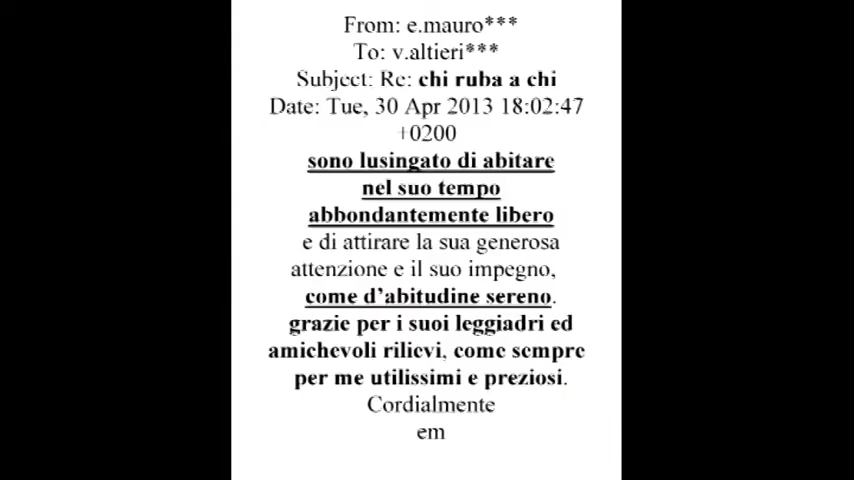 From: e.mauro***
To: v.altieri***
Subject: Re: chi ruba a chi
Date: Tue, 30 Apr 2013 18:02:47
+0200
sono lusingato di abitare
nel suo tempo
abbondantemente libero
e di attirare la sua generosa
attenzione e il suo impegno,
come d'abitudine sereno.
grazie per i suoi leggiadri ed
amichevoli rilievi, come sempre
per me utilissimi e preziosi.
Cordialmente
em